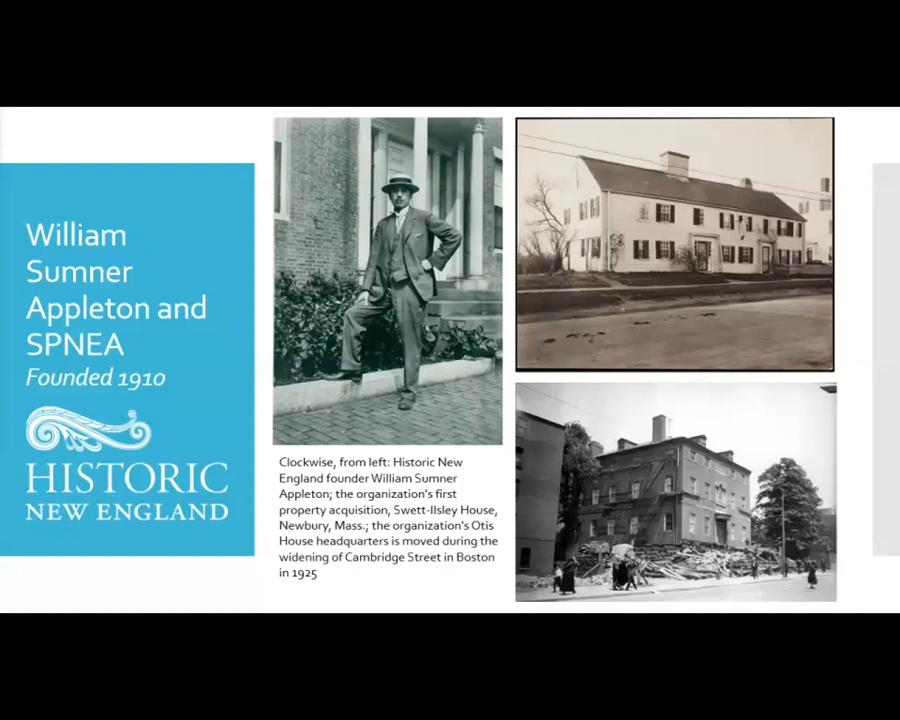 William
Sumner
Appleton and
SPNEA
Founded 1910
HISTORIC
NEW ENGLAND
Clockwise, from left: Historic New
England founder William Sumner
Appleton; the organization's first
property acquisition, Swett-Ilsley House,
Newbury, Mass.; the organization's Otis
House headquarters is moved during the
widening of Cambridge Street in Boston
in 1925